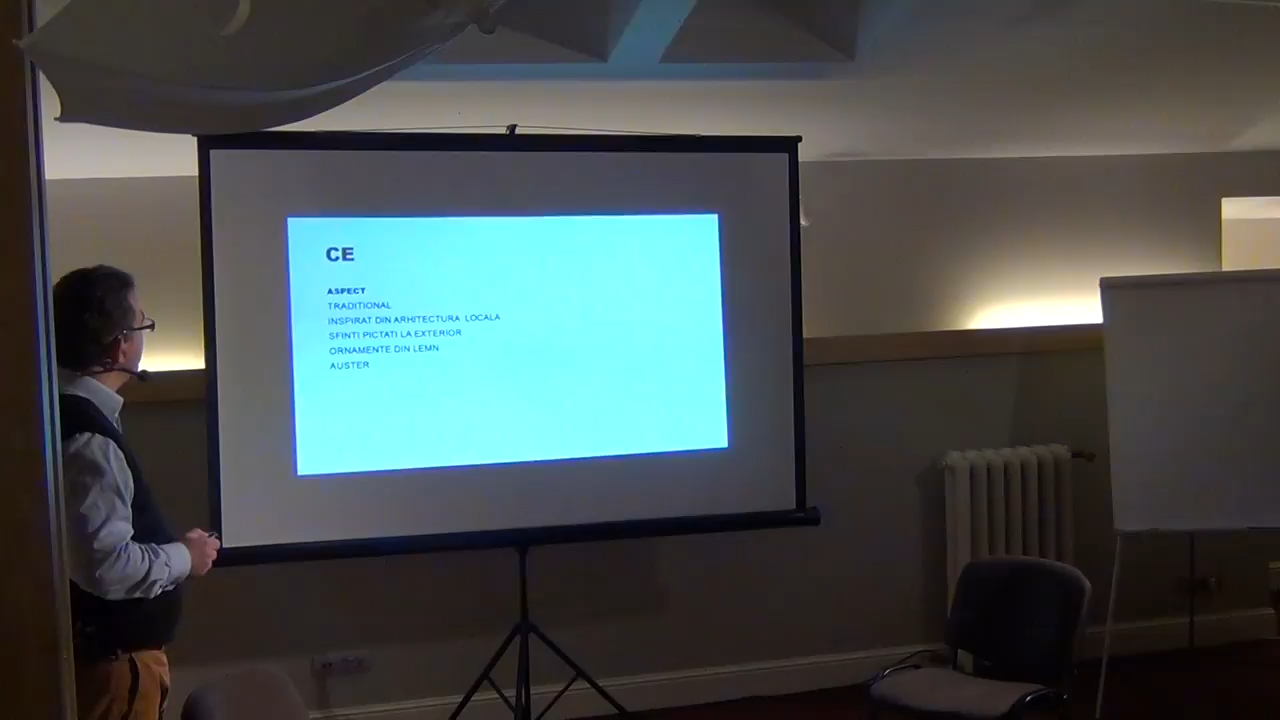 CE
ASPECT
TRADITIONAL
INSPIRAT DIN ARHITECTURA LOCALA
SFINTI PICTATI LA EXTERIOR
ORNAMENTE DIN LEMN
AUSTER